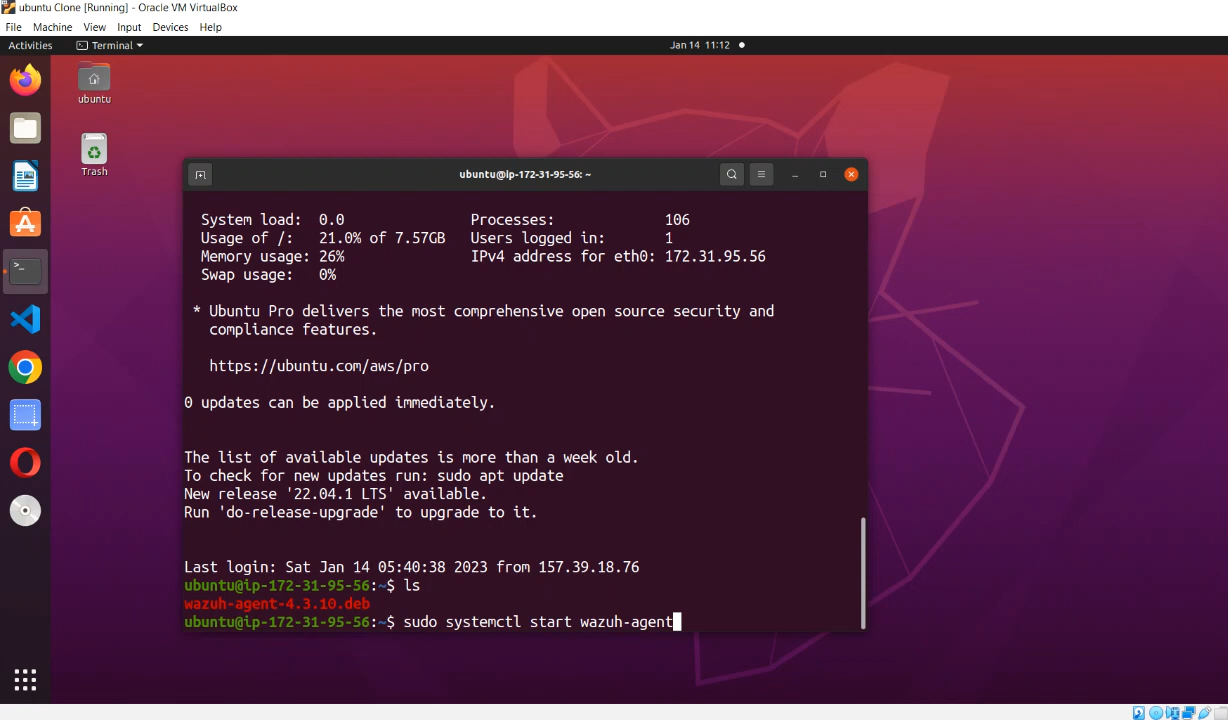 ubuntu Clone [Running] - Oracle VM VirtualBox
File Machine View Input Devices Help
Activities Terminal Jan 14 11:12
ubuntu
Trash
ubuntu@ip-172-31-95-56: ~
System load: 0.0 Processes: 106
Usage of /: 21.0% of 7.57GB Users logged in: 1
Memory usage: 26% IPv4 address for eth0: 172.31.95.56
Swap usage: 0%
* Ubuntu Pro delivers the most comprehensive open source security and
compliance features.
https://ubuntu.com/aws/pro
0 updates can be applied immediately.
The list of available updates is more than a week old.
To check for new updates run: sudo apt update
New release '22.04.1 LTS' available.
Run 'do-release-upgrade' to upgrade to it.
Last login: Sat Jan 14 05:40:38 2023 from 157.39.18.76
ubuntu@ip-172-31-95-56:~$ ls
wazuh-agent-4.3.10.deb
ubuntu@ip-172-31-95-56:~$ sudo systemctl start wazuh-agent